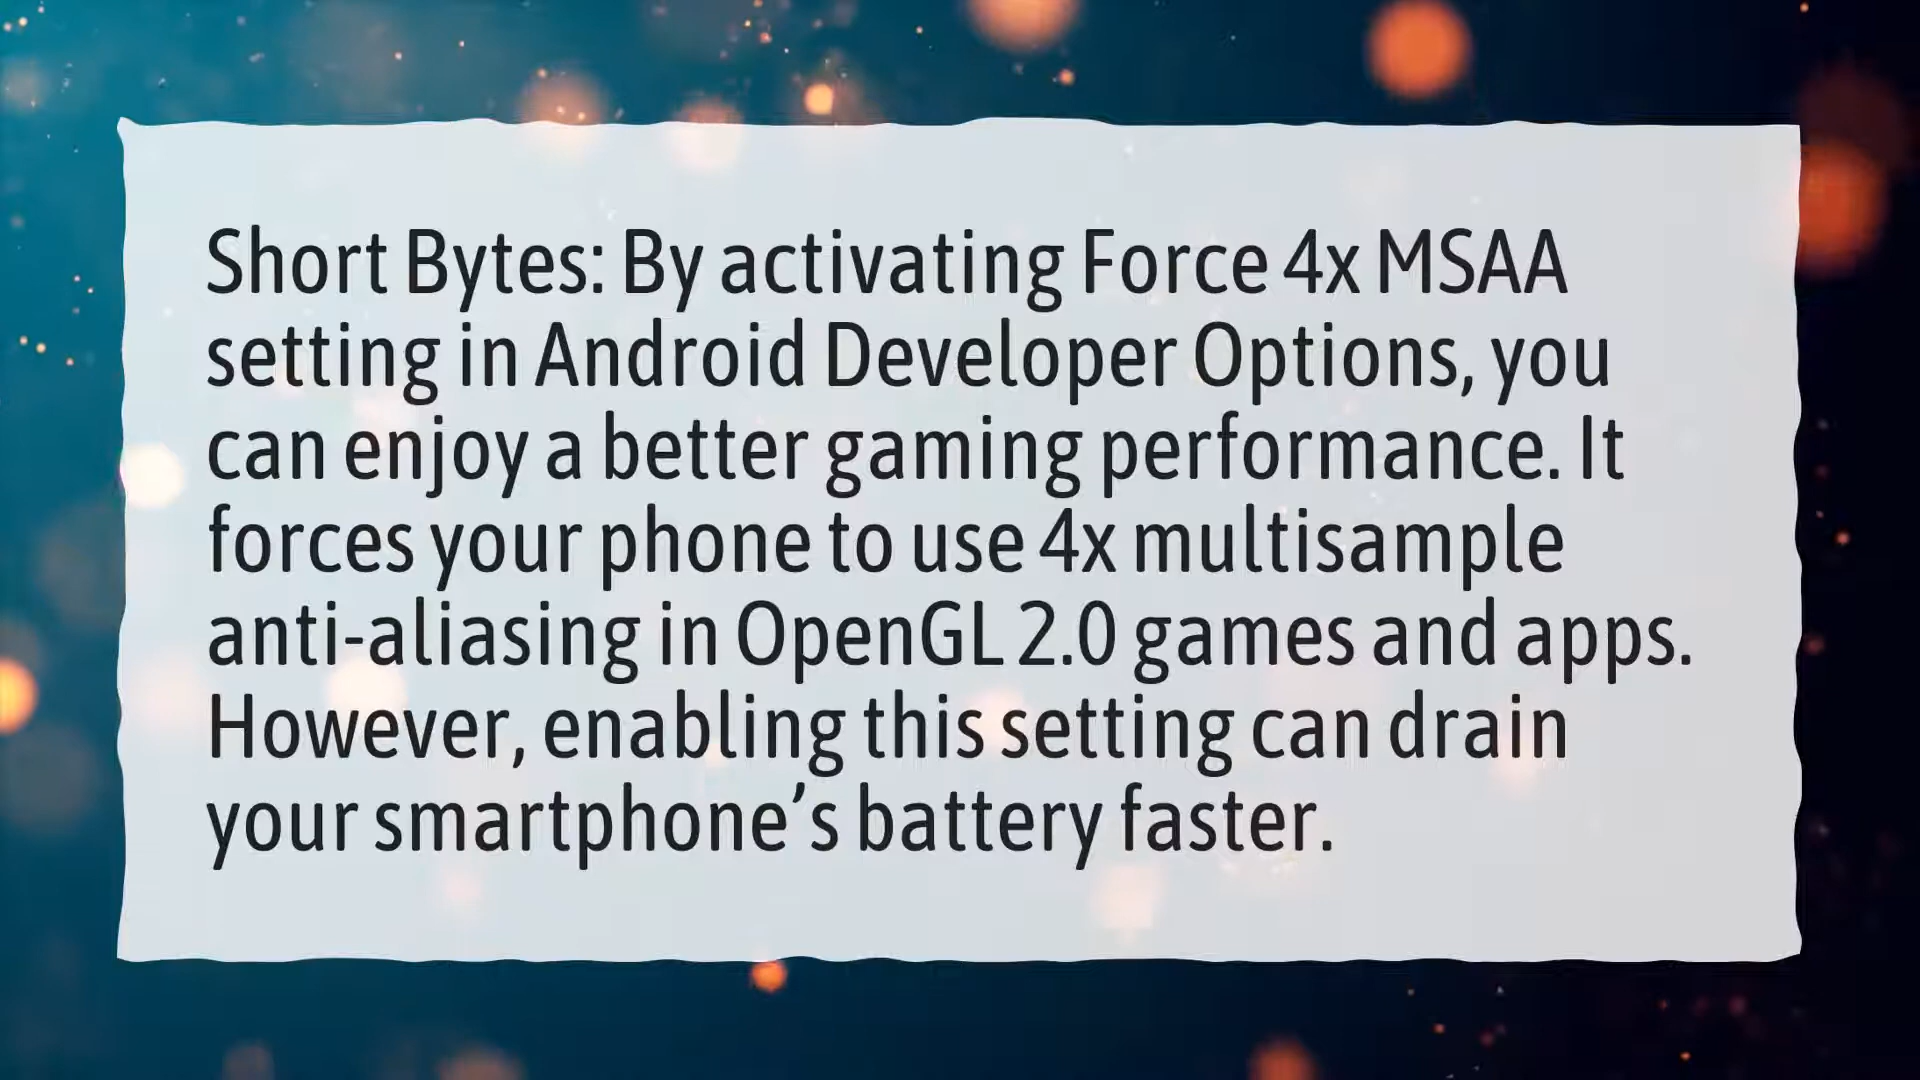 Short Bytes: By activating Force 4x MSAA
setting in Android Developer Options, you
can enjoy a better gaming performance. It
forces your phone to use 4x multisample
anti-aliasing in OpenGL 2.0 games and apps.
However, enabling this setting can drain
your smartphone’s battery faster.